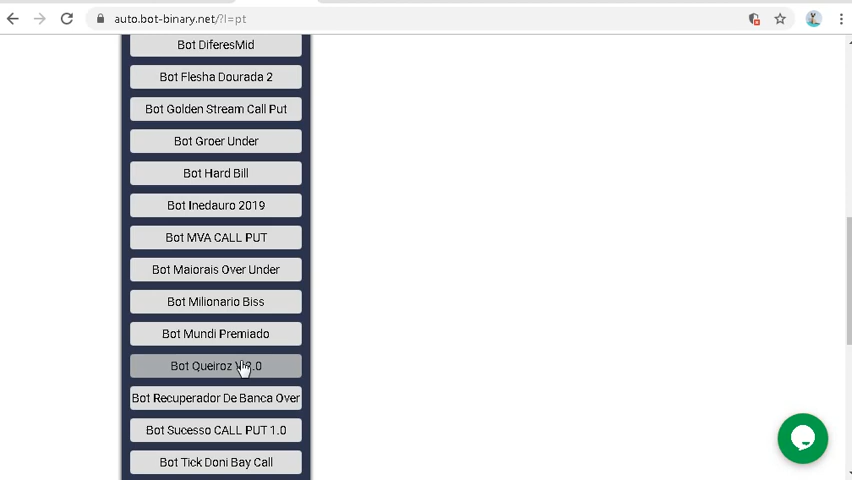 auto.bot-binary.net/?l=pt
Bot DiferesMid
Bot Flesha Dourada 2
Bot Golden Stream Call Put
Bot Groer Under
Bot Hard Bill
Bot Inedauro 2019
Bot MVA CALL PUT
Bot Maiorais Over Under
Bot Milionario Biss
Bot Mundi Premiado
Bot Queiroz
Bot Recuperador De Banca Over
Bot Sucesso CALL PUT 1.0
Bot Tick Doni Bay Call